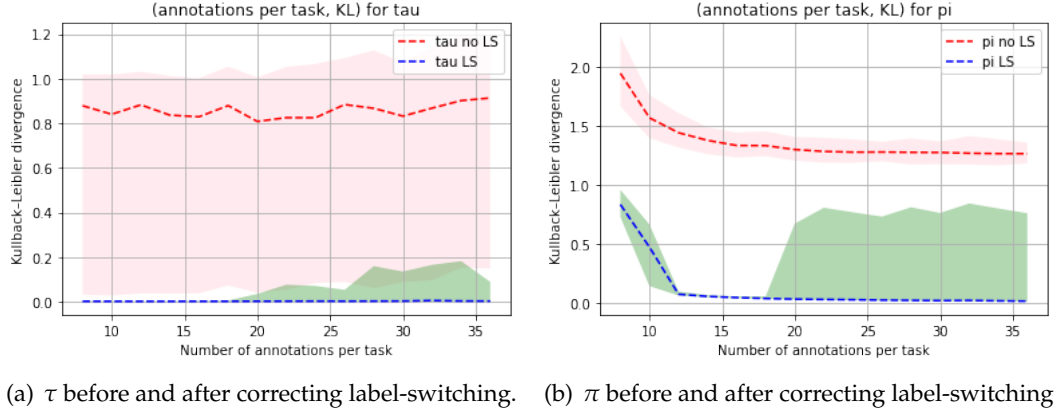 (annotations per task, KL) for tau
1.2
1.0
0.8
0.6
0.4
0.2
0.0
Kullback–Leibler divergence
tau no LS
tau LS
10 15 20 25 30 35
Number of annotations per task
(a) τ before and after correcting label-switching.
(annotations per task, KL) for pi
2.0
1.5
1.0
0.5
0.0
Kullback–Leibler divergence
pi no LS
pi LS
10 15 20 25 30 35
Number of annotations per task
(b) π before and after correcting label-switching